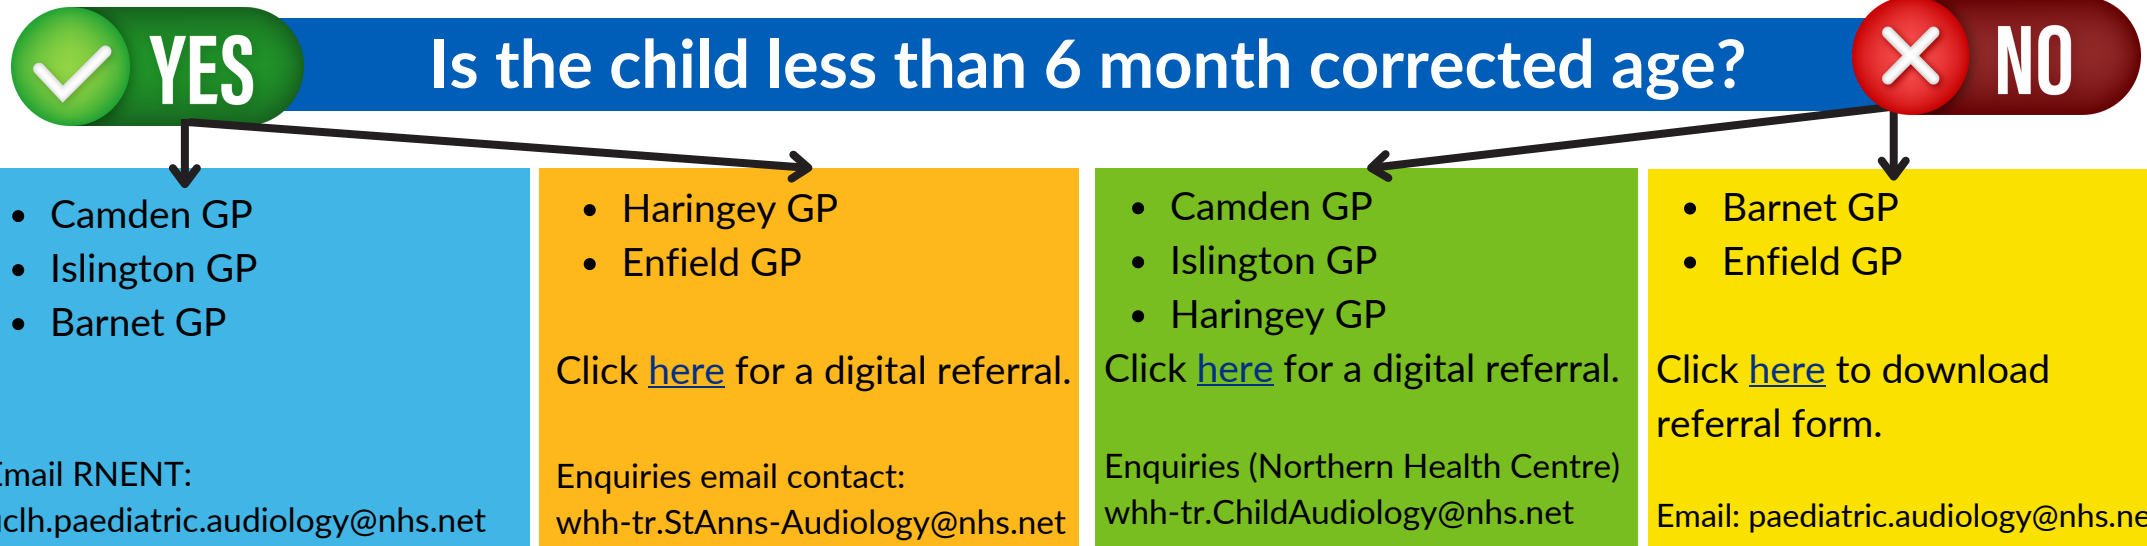 YES
Is the child less than 6 month corrected age?
NO
• Camden GP
• Islington GP
• Barnet GP
Email RNENT:
uclh.paediatric.audiology@nhs.net
• Haringey GP
• Enfield GP
Click here for a digital referral.
Enquiries email contact:
whh-tr.StAnns-Audiology@nhs.net
• Camden GP
• Islington GP
• Haringey GP
Click here for a digital referral.
Enquiries (Northern Health Centre)
whh-tr.ChildAudiology@nhs.net
• Barnet GP
• Enfield GP
Click here to download
referral form.
Email: paediatric.audiology@nhs.ne